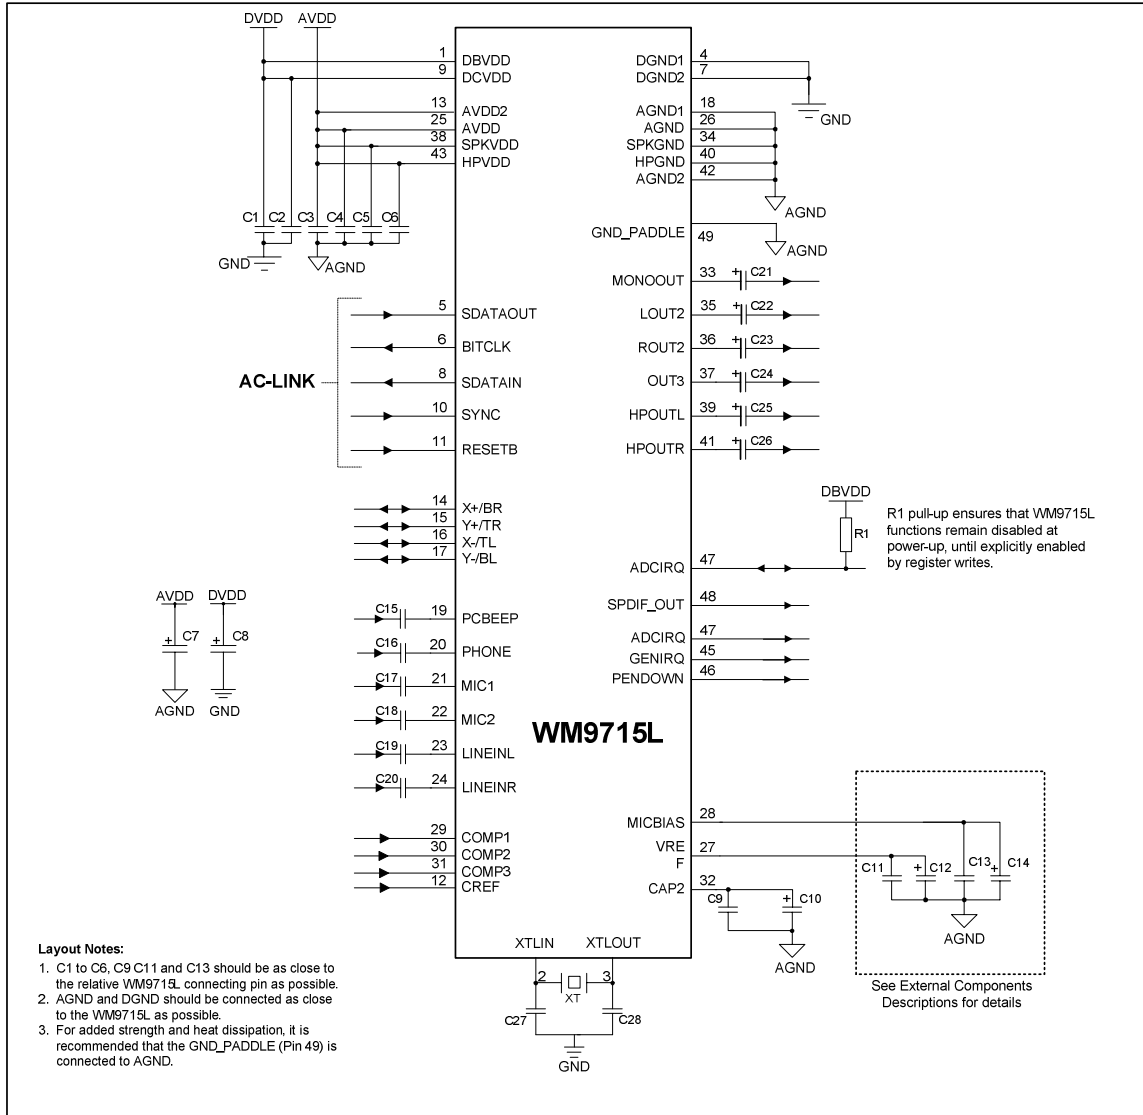 DVDD AVDD
1 DBVDD
9 DCVDD
13 AVDD2
25 AVDD
38 SPKVDD
43 HPVDD
C1 C2 C3 C4 C5 C6
GND AGND
DGND1 4
DGND2 7
GND
AGND1 18
AGND 26
SPKGND 34
HPGND 40
AGND2 42
AGND
GND_PADDLE 49
AGND
AC-LINK
5 SDATAOUT
6 BITCLK
8 SDATAIN
10 SYNC
11 RESETB
MONOOUT 33 + C21
LOUT2 35 + C22
ROUT2 36 + C23
OUT3 37 + C24
HPOUTL 39 + C25
HPOUTR 41 + C26
14 X+/BR
15 Y+/TR
16 X-/TL
17 Y-/BL
DBVDD
R1
R1 pull-up ensures that WM9715L
functions remain disabled at
power-up, until explicitly enabled
by register writes.
ADCIRQ 47
SPDIF_OUT 48
ADCIRQ 47
GENIRQ 45
PENDOWN 46
AVDD DVDD
+ C7 + C8
AGND GND
C15 19 PCBEEP
C16 20 PHONE
C17 21 MIC1
C18 22 MIC2
C19 23 LINEINL
C20 24 LINEINR
WM9715L
29 COMP1
30 COMP2
31 COMP3
12 CREF
MICBIAS 28
VRE
F 27
CAP2 32
C9 + C10
AGND
C11 + C12 C13 + C14
AGND
See External Components
Descriptions for details
XTLIN XTLOUT
2 3
XT
C27 C28
GND
Layout Notes:
1. C1 to C6, C9 C11 and C13 should be as close to
the relative WM9715L connecting pin as possible.
2. AGND and DGND should be connected as close
to the WM9715L as possible.
3. For added strength and heat dissipation, it is
recommended that the GND_PADDLE (Pin 49) is
connected to AGND.